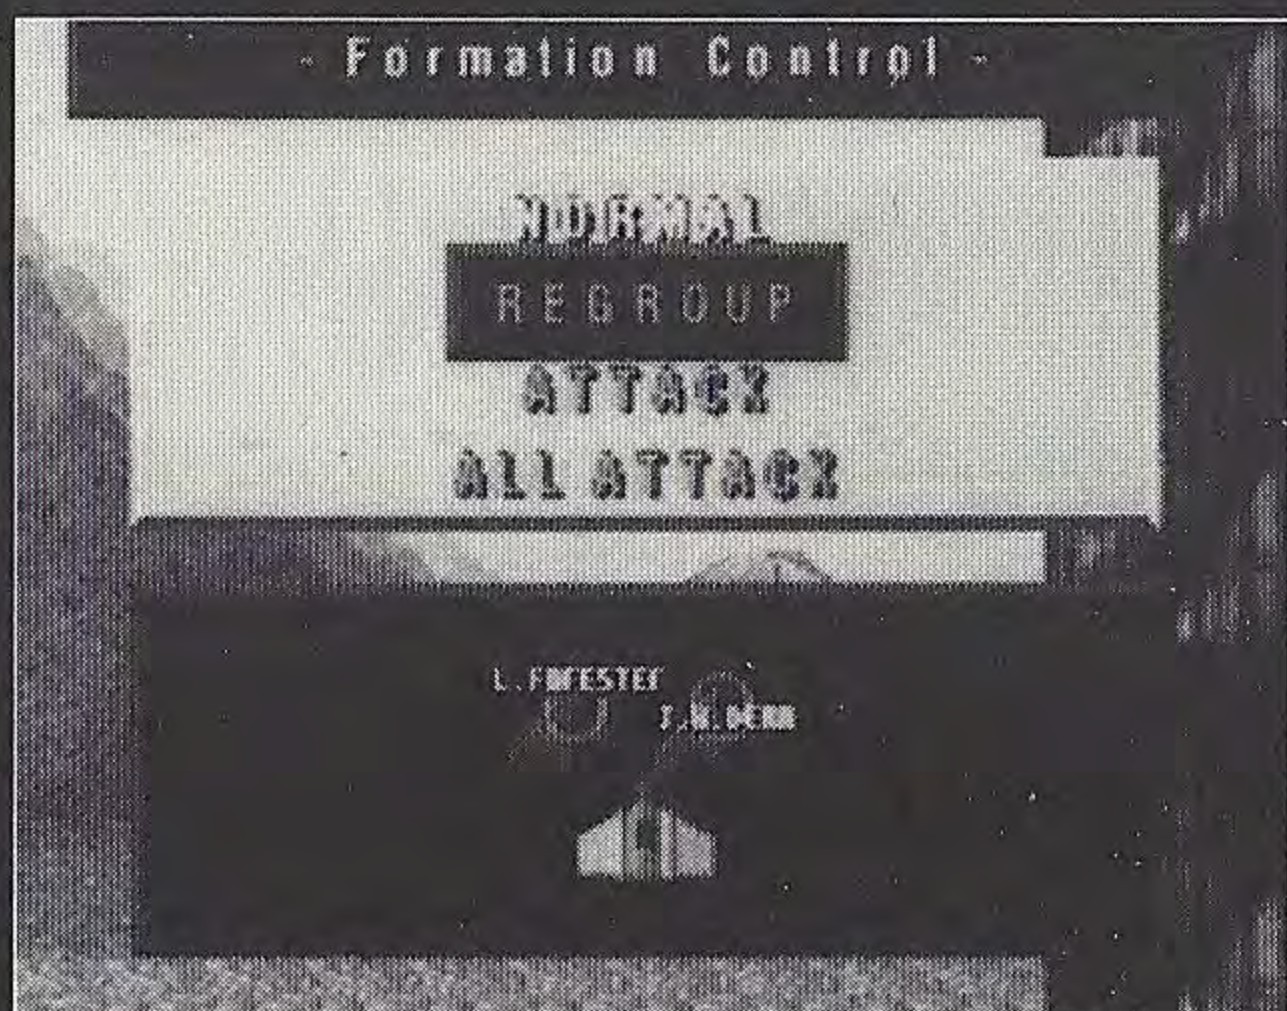 - Formation Control -
NORMAL
REGROUP
ATTACK
ALL ATTACK